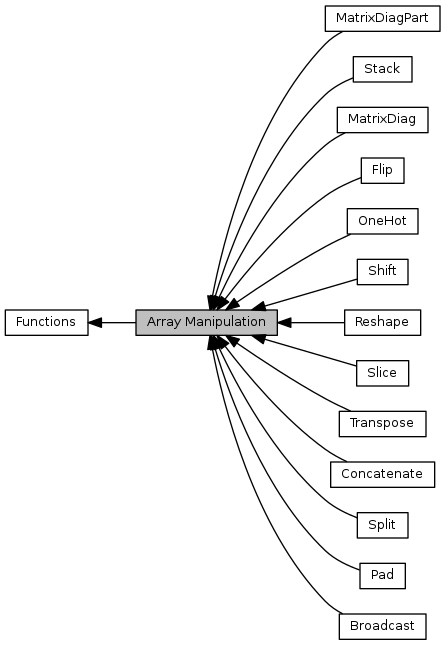 MatrixDiagPart
Stack
MatrixDiag
Flip
OneHot
Shift
Functions
Array Manipulation
Reshape
Slice
Transpose
Concatenate
Split
Pad
Broadcast